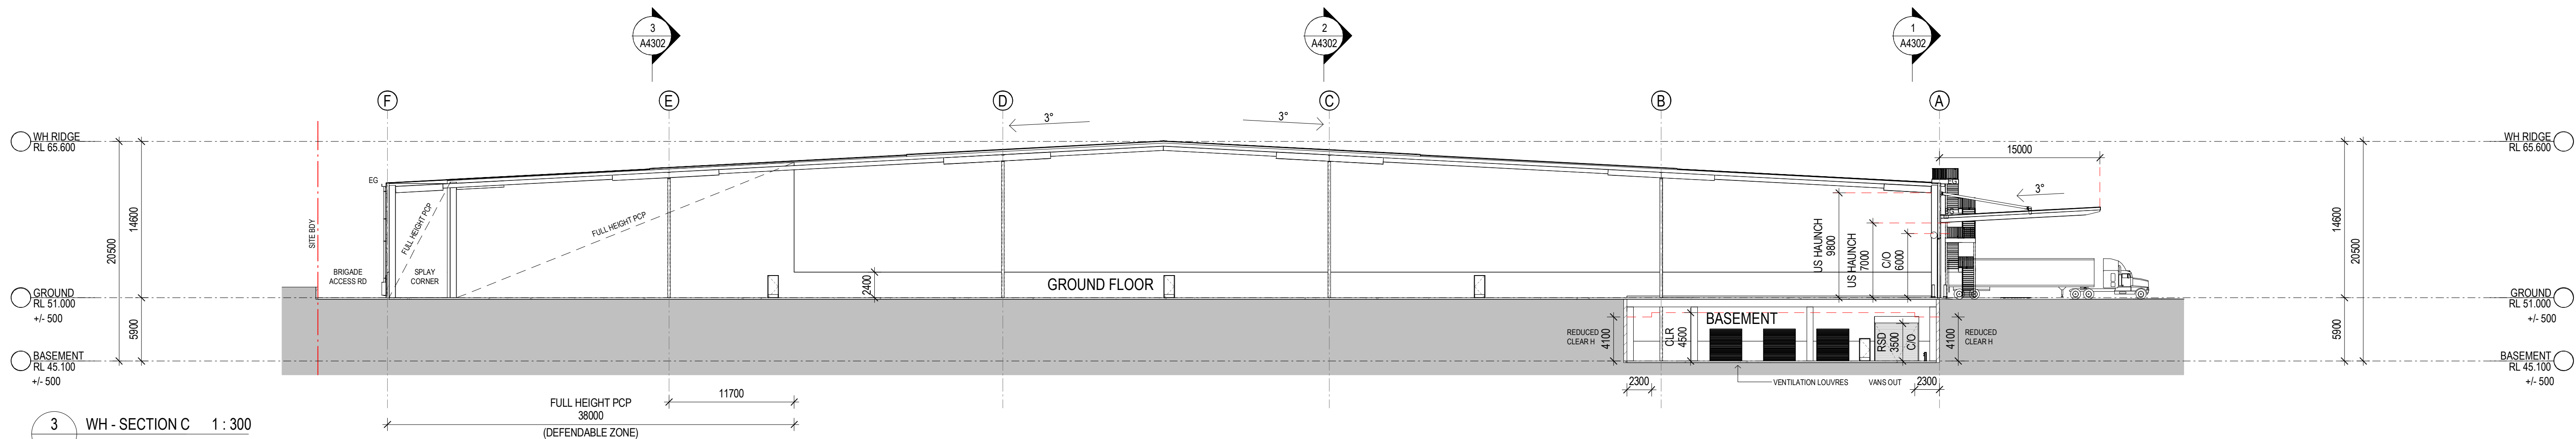 3
A4302
2
A4302
1
A4302
F
E
D
C
B
A
3°
3°
WH RIDGE
RL 65.600
WH RIDGE
RL 65.600
15000
3°
EG
SITE BDY
FULL HEIGHT PCP
FULL HEIGHT PCP
20500
14600
5900
US HAUNCH
9800
US HAUNCH
7000
C/O
6000
14600
20500
5900
BRIGADE
ACCESS RD
SPLAY
CORNER
2400
GROUND FLOOR
GROUND
RL 51.000
+/- 500
GROUND
RL 51.000
+/- 500
BASEMENT
REDUCED
CLEAR H
4100
CLR
4500
RSD
3500
C/O
4100
REDUCED
CLEAR H
BASEMENT
RL 45.100
+/- 500
BASEMENT
RL 45.100
+/- 500
2300
VENTILATION LOUVRES
VANS OUT
2300
11700
FULL HEIGHT PCP
38000
(DEFENDABLE ZONE)
3
WH - SECTION C
1 : 300